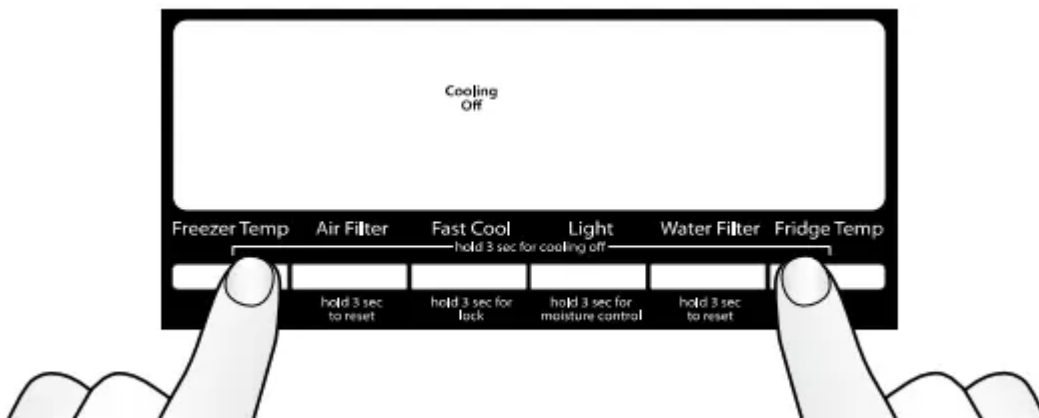 Cooling
Off
Freezer Temp Air Filter Fast Cool Light Water Filter Fridge Temp
hold 3 sec for cooling off
hold 3 sec
to reset
hold 3 sec for
lock
hold 3 sec for
moisture control
hold 3 sec
to reset